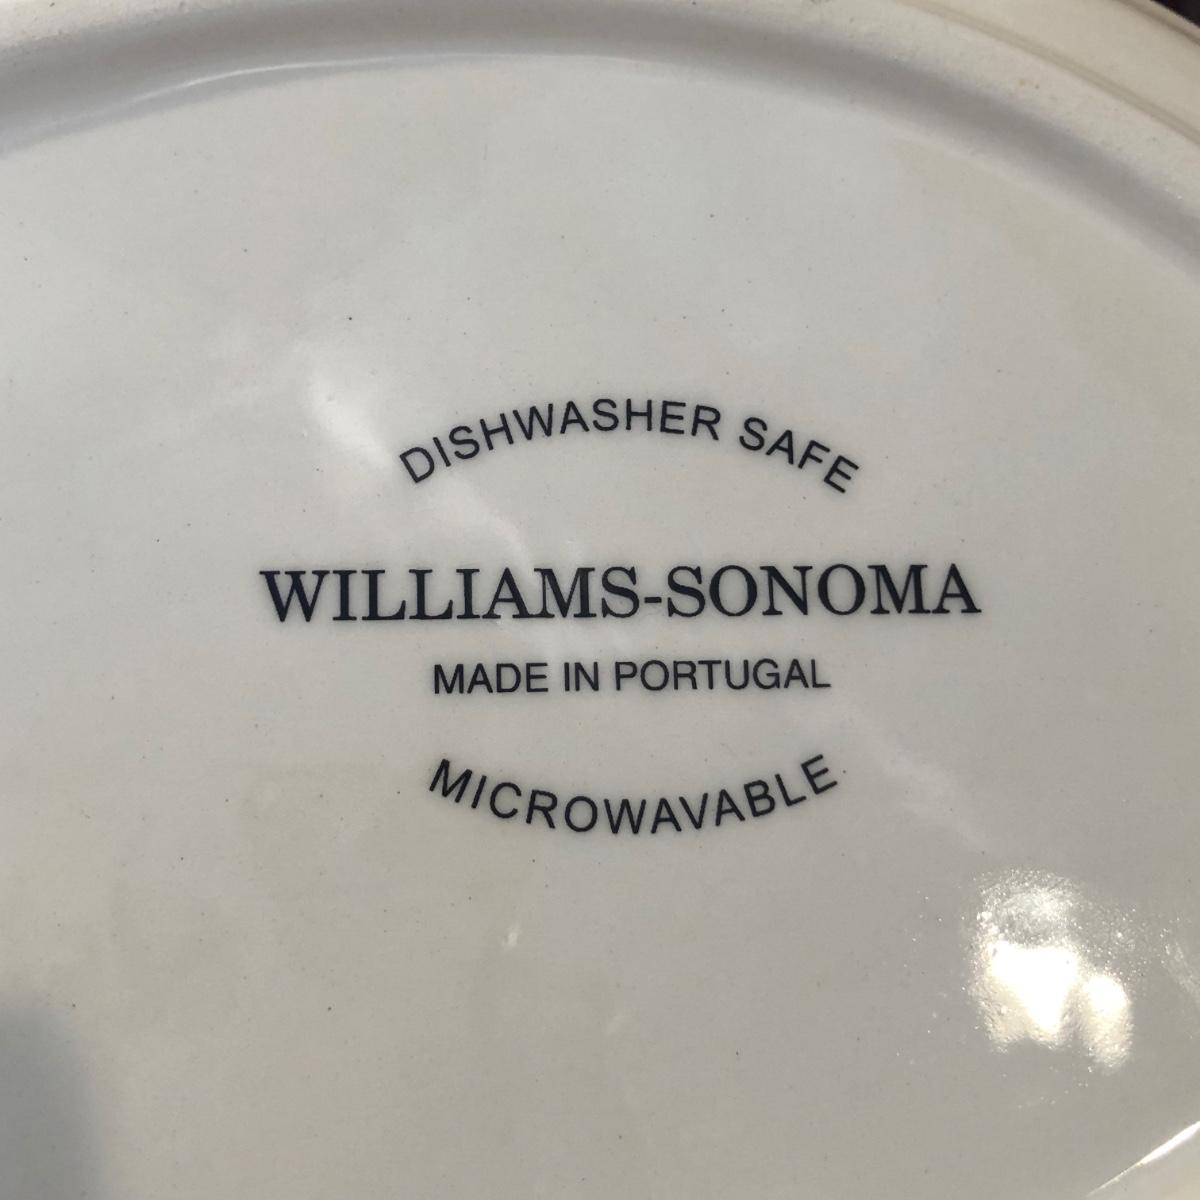 DISHWASHER SAFE
WILLIAMS-SONOMA
MADE IN PORTUGAL
MICROWAVABLE